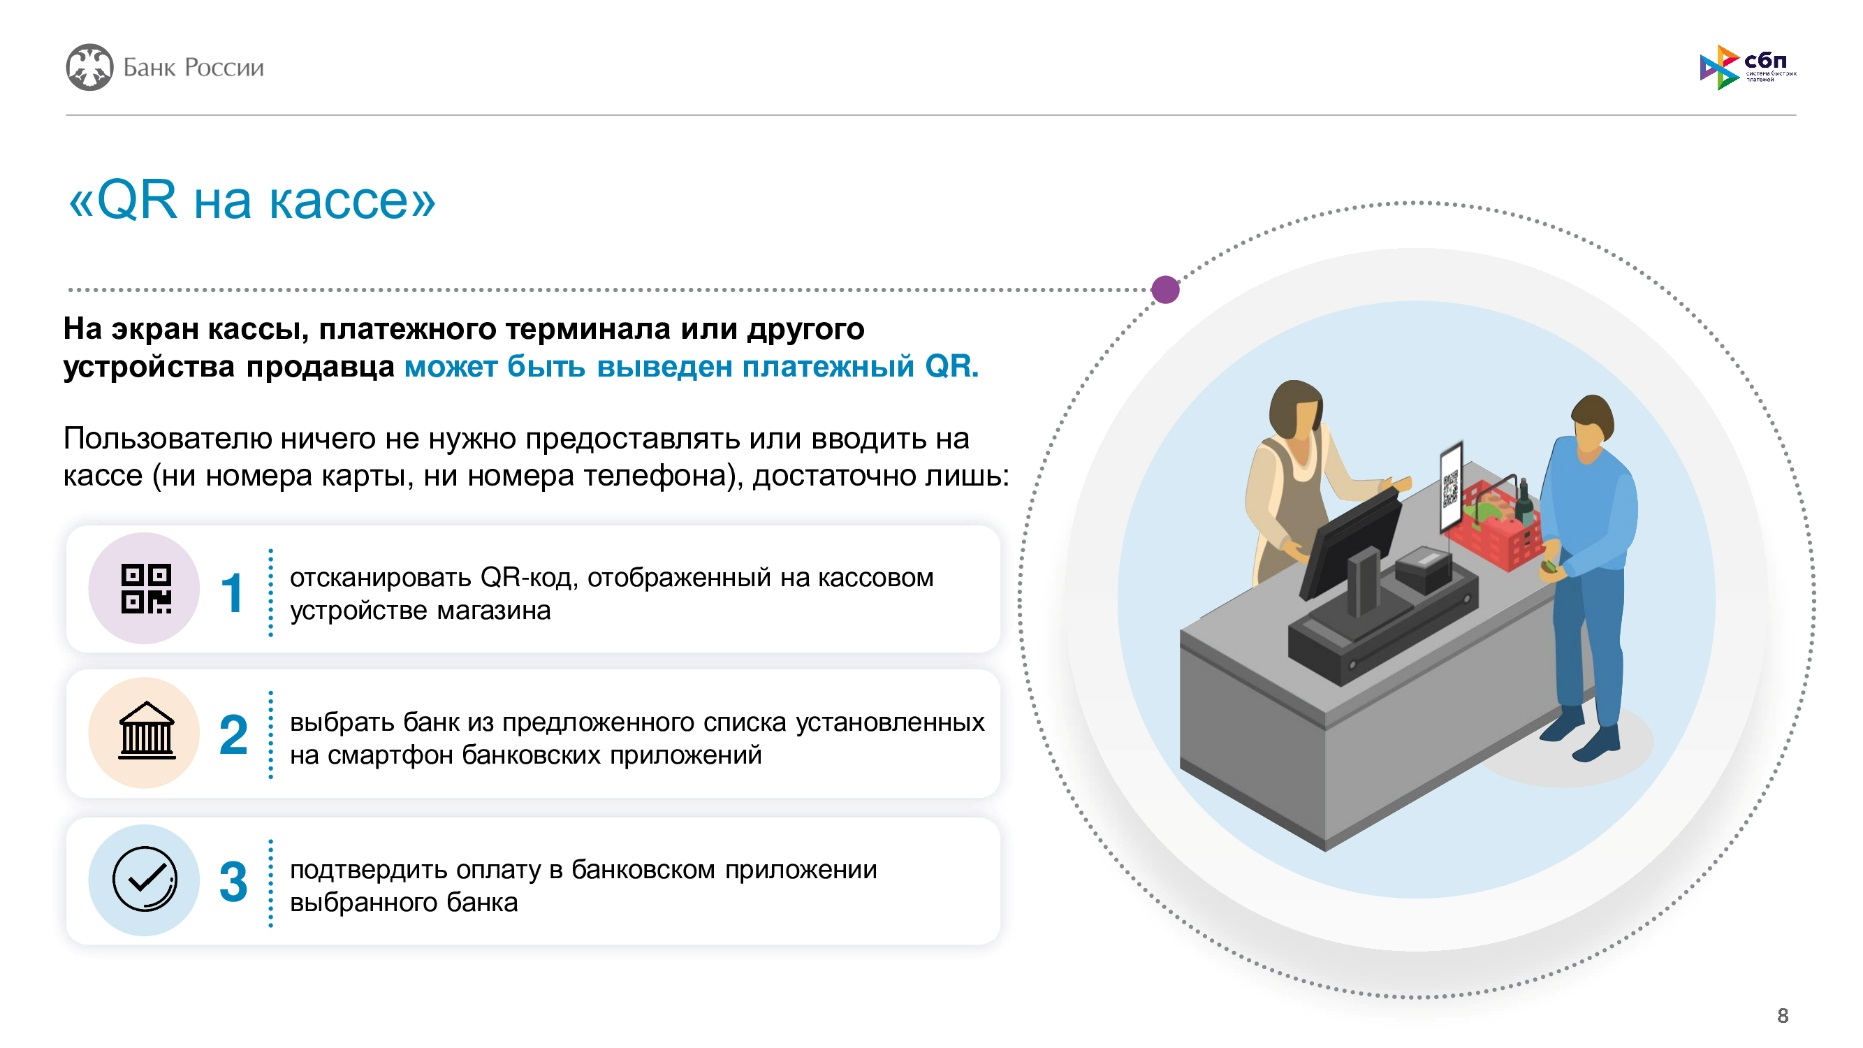 Банк России
сбп
система быстрых
платежей
«QR на кассе»
На экран кассы, платежного терминала или другого
устройства продавца может быть выведен платежный QR.
Пользователю ничего не нужно предоставлять или вводить на
кассе (ни номера карты, ни номера телефона), достаточно лишь:
1
отсканировать QR-код, отображенный на кассовом
устройстве магазина
2
выбрать банк из предложенного списка установленных
на смартфон банковских приложений
3
подтвердить оплату в банковском приложении
выбранного банка
8